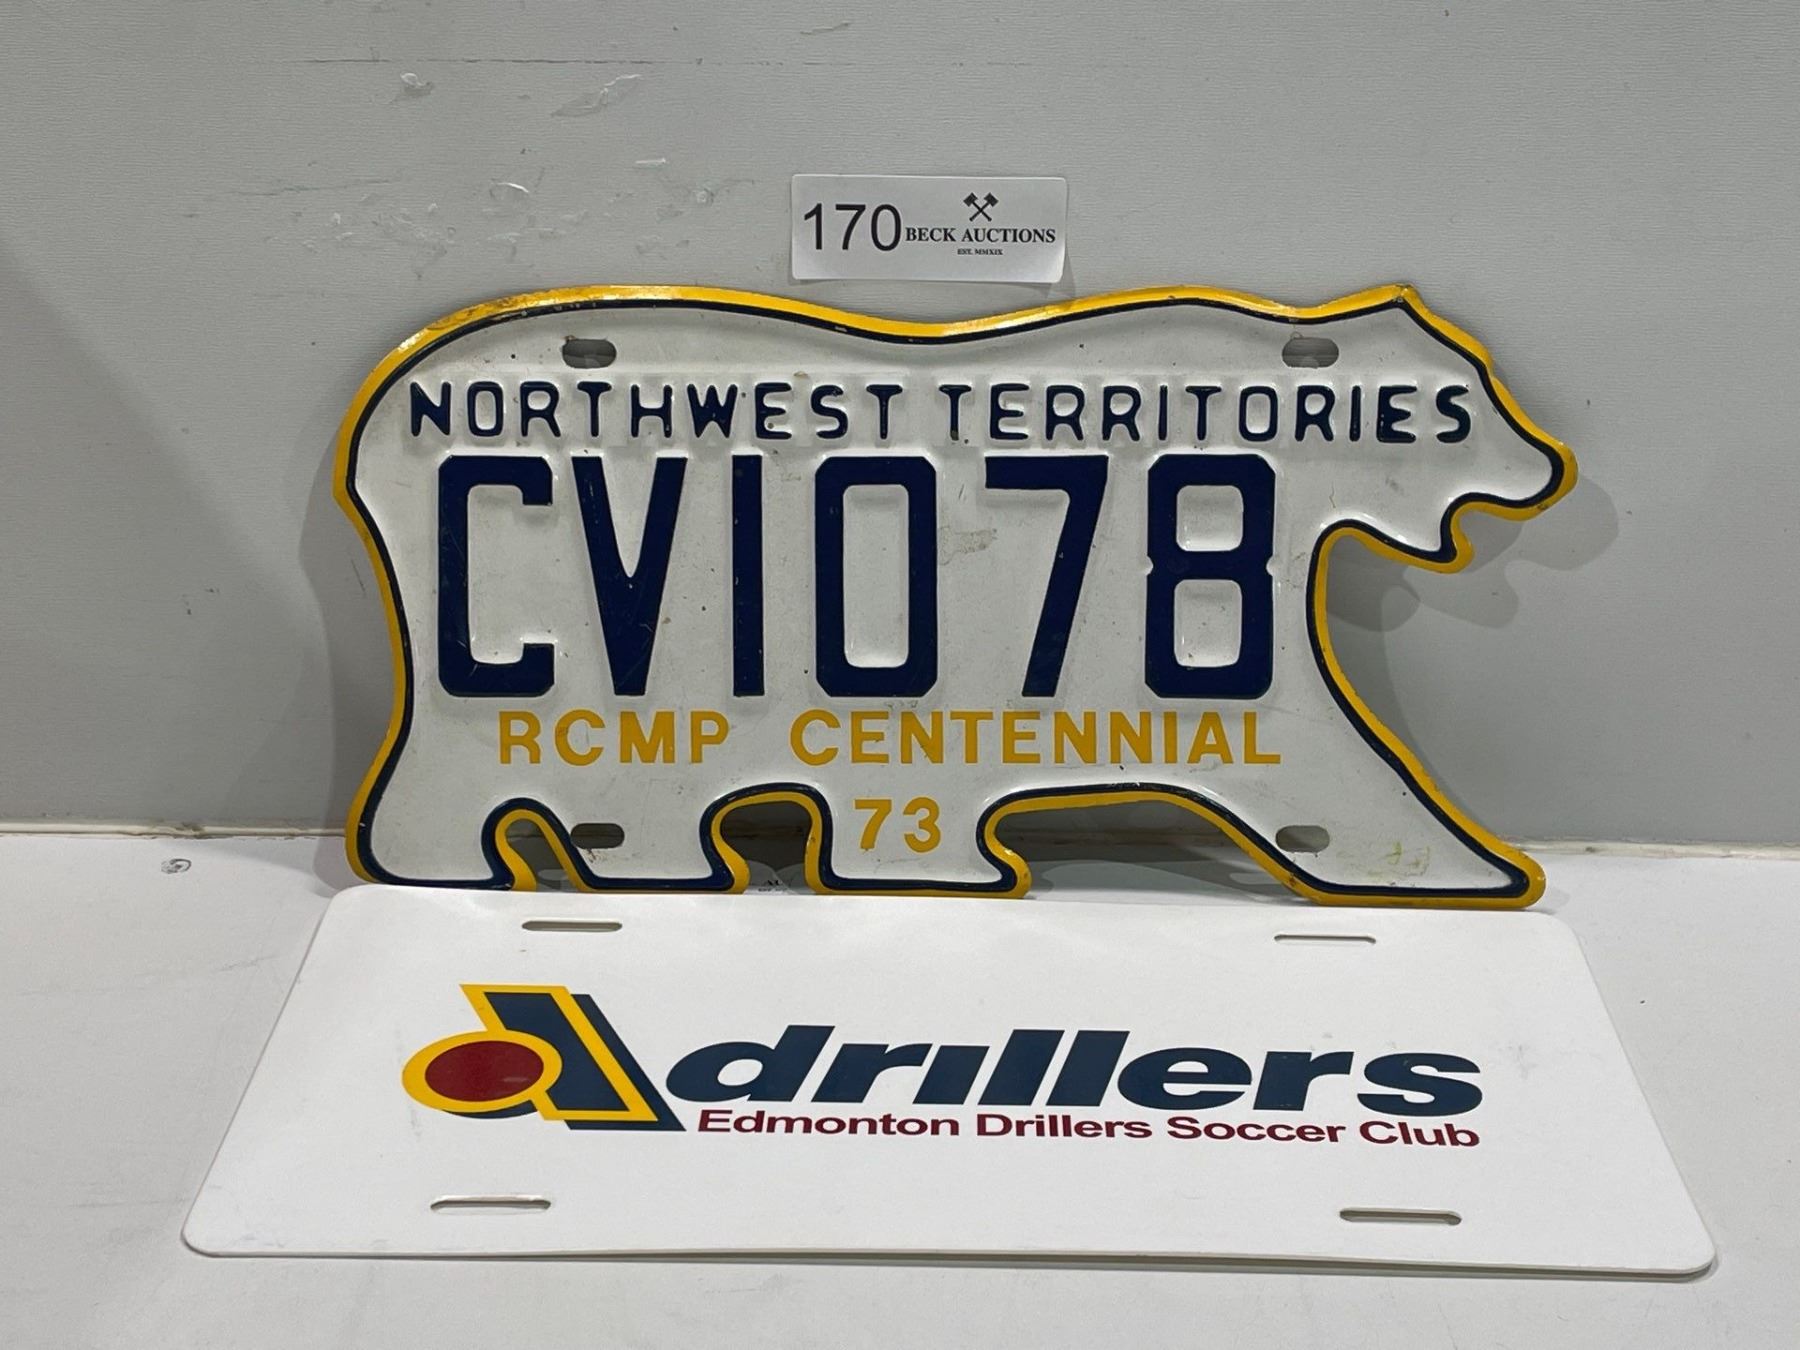 170 BECK AUCTIONS
EST. MMXIX
NORTHWEST TERRITORIES
CV1078
RCMP CENTENNIAL
73
drillers
Edmonton Drillers Soccer Club